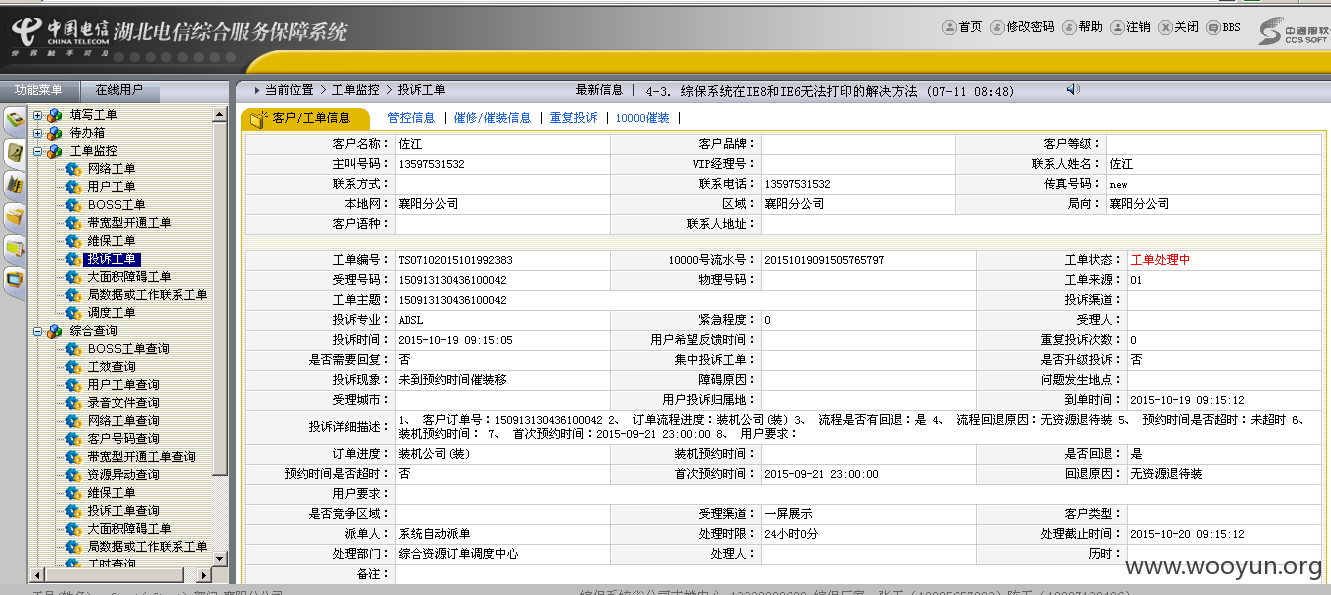 中国电信 CHINA TELECOM 湖北电信综合服务保障系统
世界触手可及
首页 修改密码 帮助 注销 关闭 BBS
中通服软 CCS SOFT
功能菜单 在线用户
当前位置 > 工单监控 > 投诉工单 最新信息 | 4-3. 综保系统在IE8和IE6无法打印的解决方法 (07-11 08:48)
填写工单
待办箱
工单监控
网络工单
用户工单
BOSS工单
带宽型开通工单
维保工单
投诉工单
大面积障碍工单
局数据或工作联系工单
调度工单
综合查询
BOSS工单查询
工效查询
用户工单查询
录音文件查询
网络工单查询
客户号码查询
带宽型开通工单查询
资源异动查询
维保工单
投诉工单查询
大面积障碍工单
局数据或工作联系工单
工时查询
客户/工单信息 管控信息 | 催修/催装信息 | 重复投诉 | 10000催装 |
客户名称: 佐江 客户品牌: 客户等级:
主叫号码: 13597531532 VIP经理号: 联系人姓名: 佐江
联系方式: 联系电话: 13597531532 传真号码: new
本地网: 襄阳分公司 区域: 襄阳分公司 局向: 襄阳分公司
客户语种: 联系人地址:
工单编号: TS07102015101992383 10000号流水号: 20151019091505765797 工单状态: 工单处理中
受理号码: 150913130436100042 物理号码: 工单来源: 01
工单主题: 150913130436100042 投诉渠道:
投诉专业: ADSL 紧急程度: 0 受理人:
投诉时间: 2015-10-19 09:15:05 用户希望反馈时间: 重复投诉次数: 0
是否需要回复: 否 集中投诉工单: 是否升级投诉: 否
投诉现象: 未到预约时间催装移 障碍原因: 问题发生地点:
受理城市: 用户投诉归属地: 到单时间: 2015-10-19 09:15:12
投诉详细描述: 1、 客户订单号:150913130436100042 2、 订单流程进度:装机公司(装) 3、 流程是否有回退:是 4、 流程回退原因:无资源退待装 5、 预约时间是否超时:未超时 6、
装机预约时间: 7、 首次预约时间:2015-09-21 23:00:00 8、 用户要求:
订单进度: 装机公司(装) 装机预约时间: 是否回退: 是
预约时间是否超时: 否 首次预约时间: 2015-09-21 23:00:00 回退原因: 无资源退待装
用户要求:
是否竞争区域: 受理渠道: 一屏展示 客户类型:
派单人: 系统自动派单 处理时限: 24小时0分 处理截止时间: 2015-10-20 09:15:12
处理部门: 综合资源订单调度中心 处理人: 历时:
备注:
www.wooyun.org